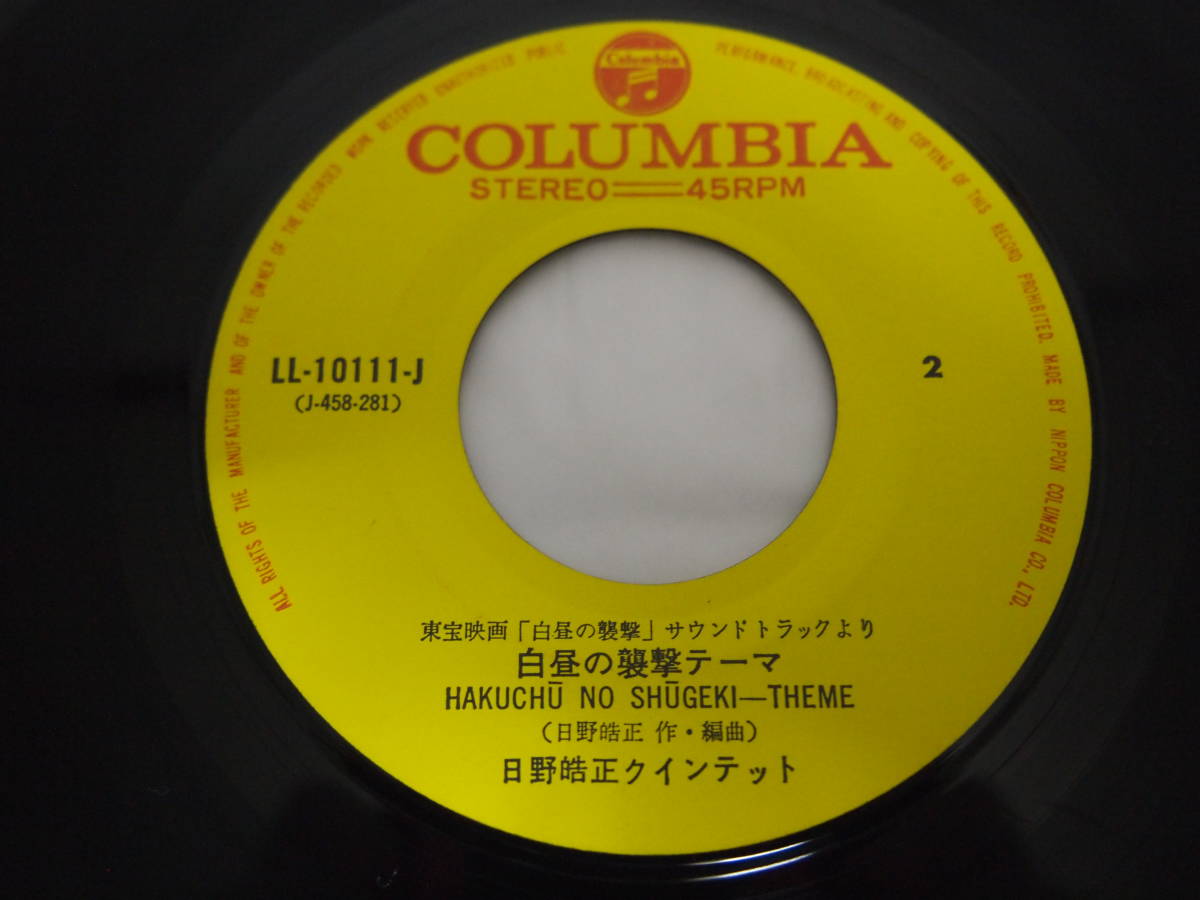 Columbia
COLUMBIA
STEREO══45RPM
LL-10111-J
(J-458-281)
2
東宝映画「白昼の襲撃」サウンドトラックより
白昼の襲撃テーマ
HAKUCHŪ NO SHŪGEKI—THEME
(日野皓正 作・編曲)
日野皓正クインテット
ALL RIGHTS OF THE MANUFACTURER AND OF THE OWNER OF THE RECORDED WORK RESERVED UNAUTHORIZED PUBLIC PERFORMANCE, BROADCASTING AND COPYING OF THIS RECORD PROHIBITED. MADE BY NIPPON COLUMBIA CO., LTD.